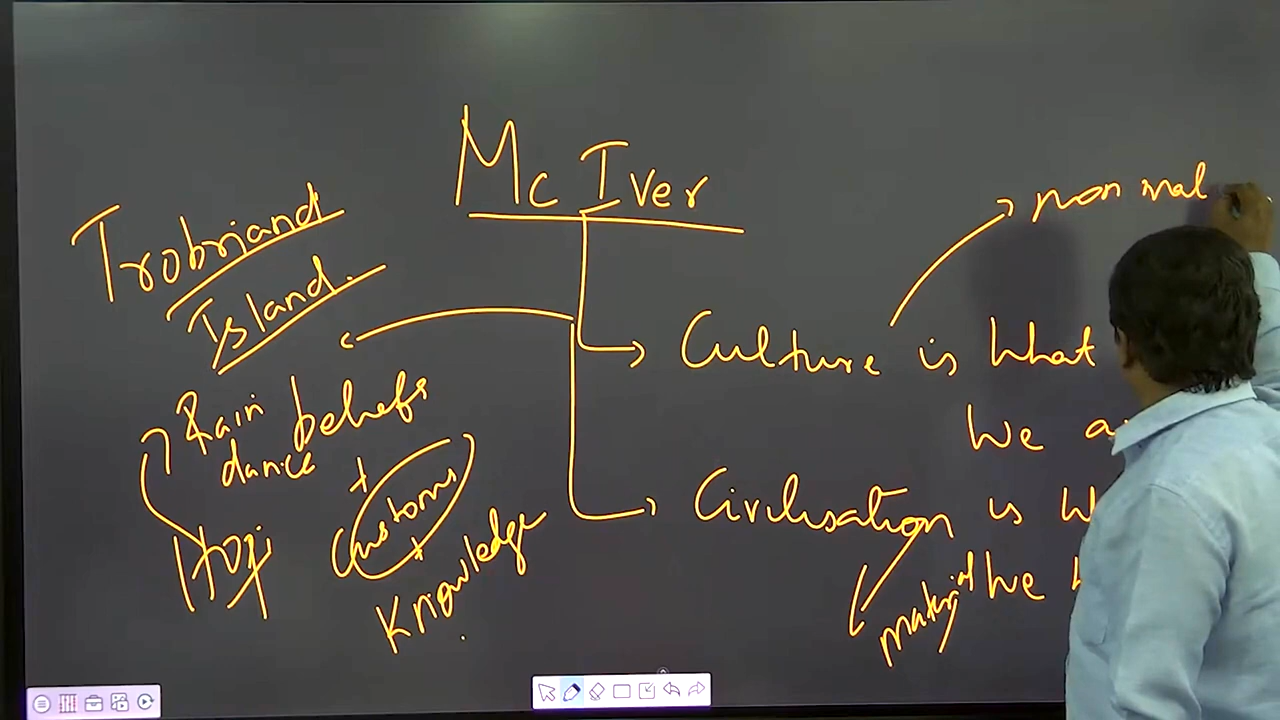 Mc Iver
Trobriand
Island.
non mat
Culture is what
We a
Rain
dance
beliefs
+
Customs
+
Knowledge
Hopi
Civilisation is W
We h
material